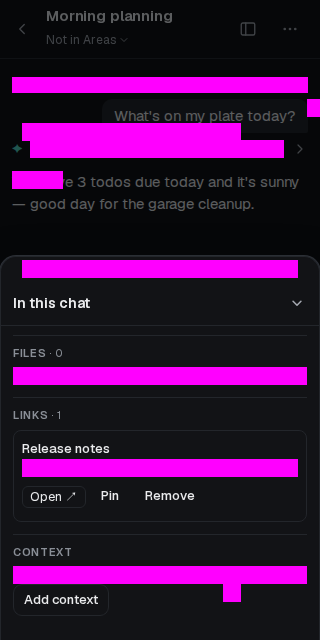 Morning planning
Not in Areas
What's on my plate today?
3 todos due today and it's sunny
— good day for the garage cleanup.
In this chat
FILES · 0
LINKS · 1
Release notes
Open ↗ Pin Remove
CONTEXT
Add context